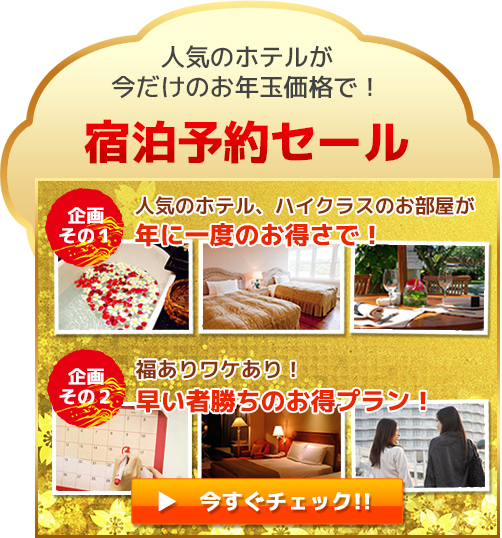 人気のホテルが
今だけのお年玉価格で！
宿泊予約セール
企画
その1
人気のホテル、ハイクラスのお部屋が
年に一度のお得さで！
企画
その2
福ありワケあり！
早い者勝ちのお得プラン！
▶ 今すぐチェック!!